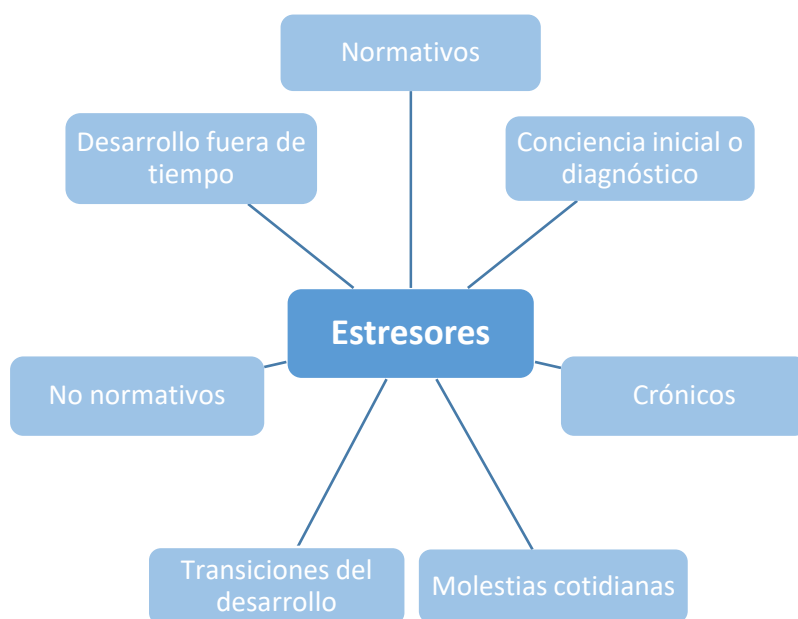 Normativos
Desarrollo fuera de
tiempo
Conciencia inicial o
diagnóstico
Estresores
No normativos
Crónicos
Transiciones del
desarrollo
Molestias cotidianas